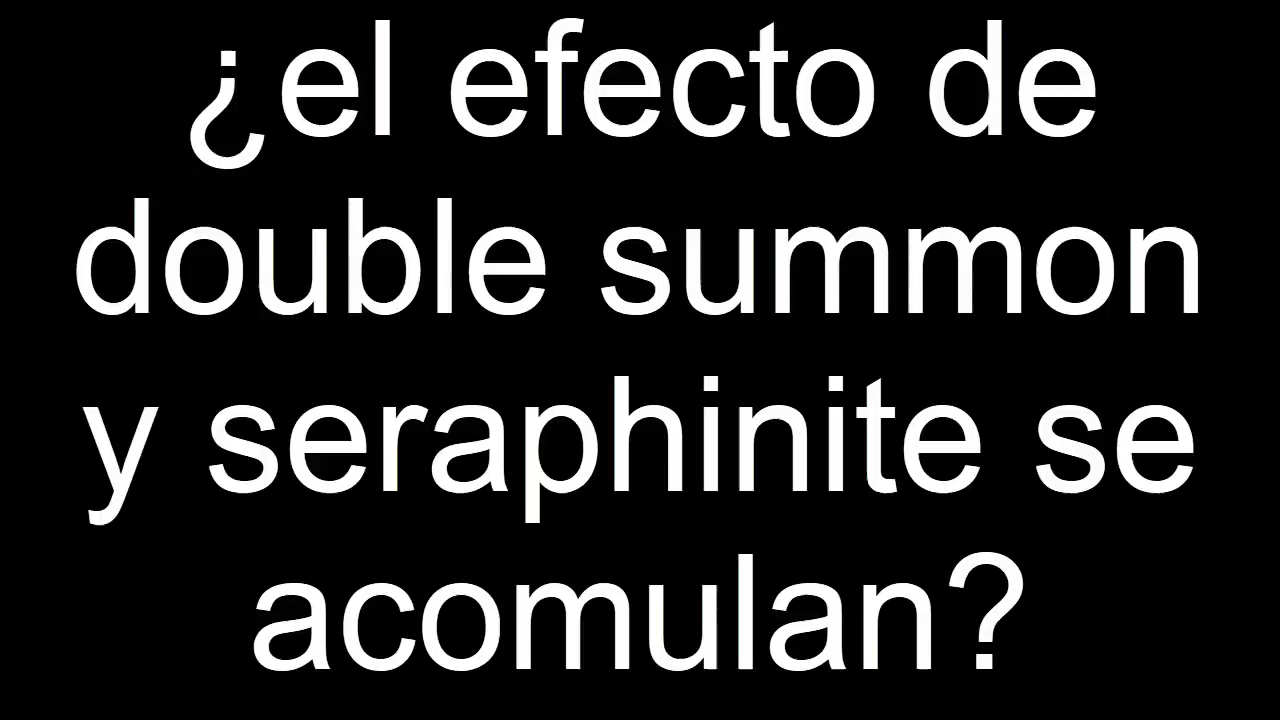 ¿el efecto de
double summon
y seraphinite se
acomulan?